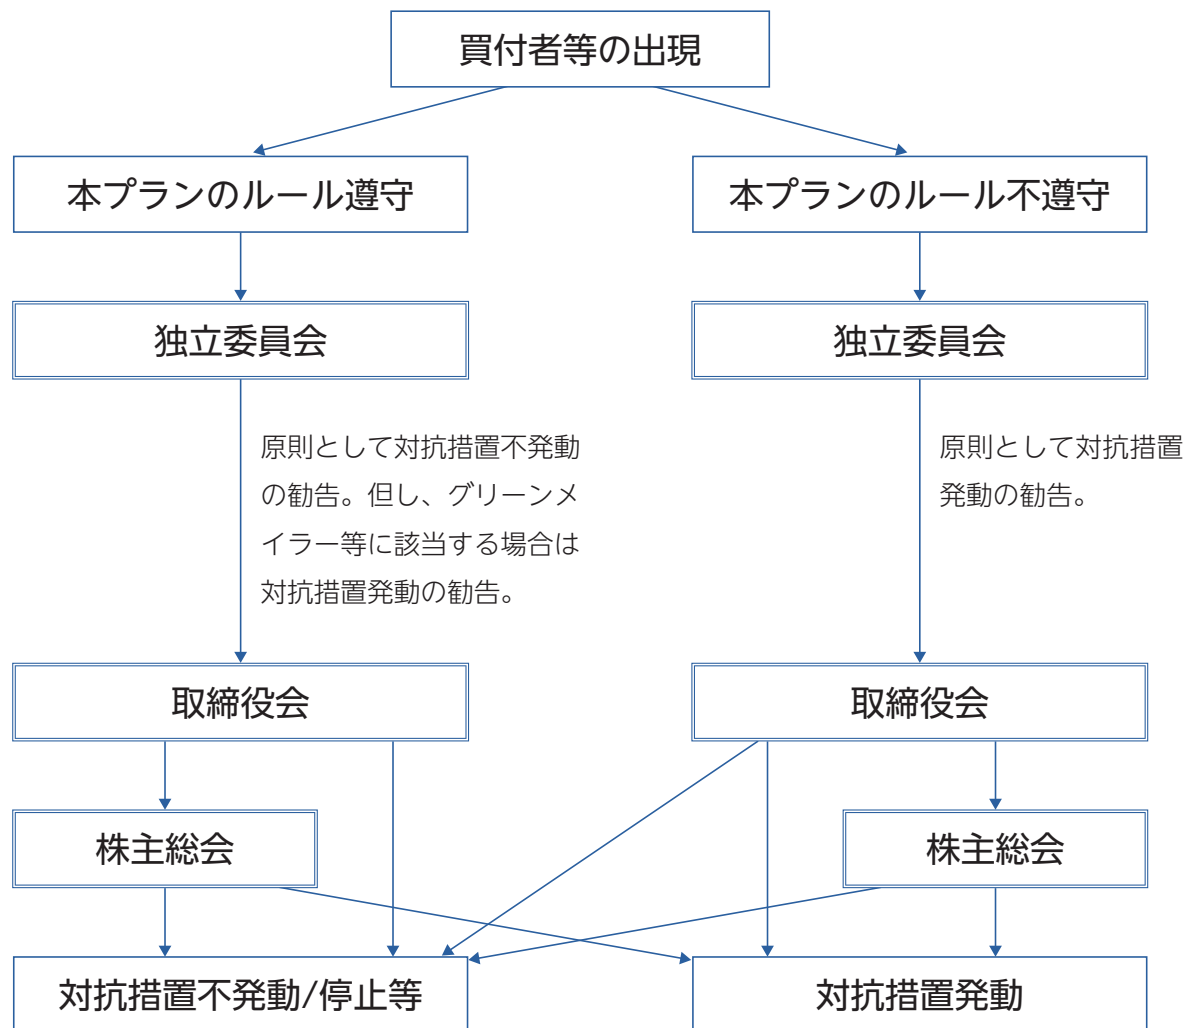 買付者等の出現
本プランのルール遵守
本プランのルール不遵守
独立委員会
独立委員会
原則として対抗措置不発動
の勧告。但し、グリーンメ
イラー等に該当する場合は
対抗措置発動の勧告。
原則として対抗措置
発動の勧告。
取締役会
取締役会
株主総会
株主総会
対抗措置不発動/停止等
対抗措置発動